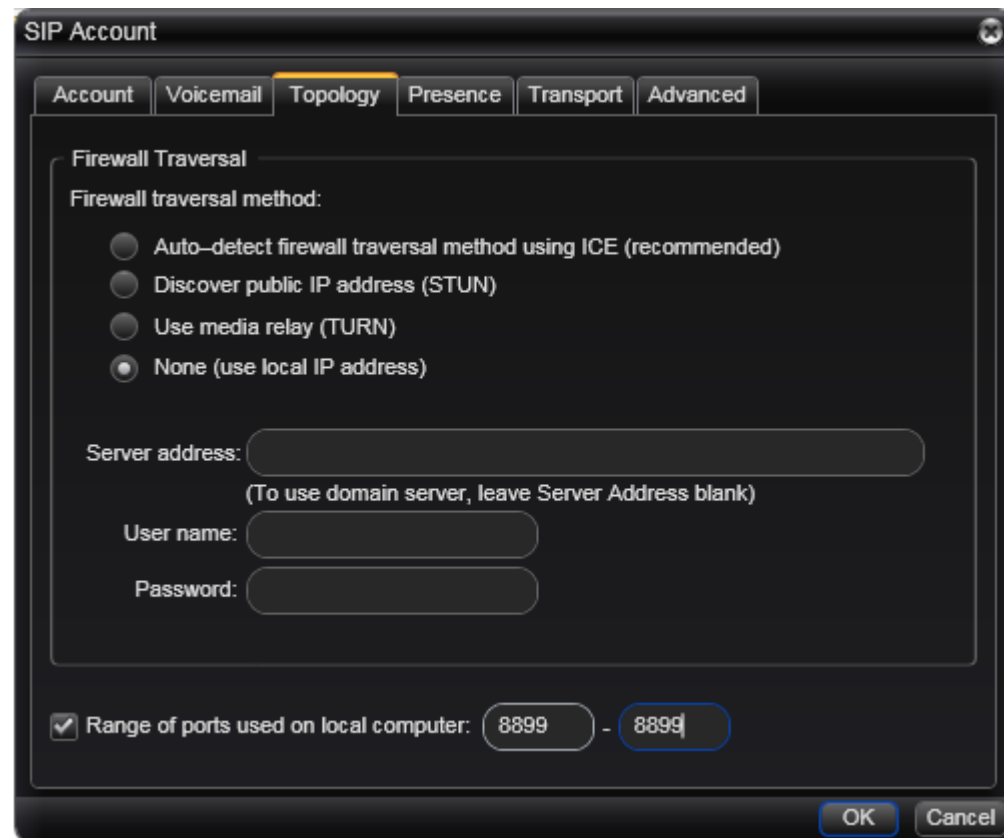 SIP Account
Account Voicemail Topology Presence Transport Advanced
Firewall Traversal
Firewall traversal method:
Auto–detect firewall traversal method using ICE (recommended)
Discover public IP address (STUN)
Use media relay (TURN)
None (use local IP address)
Server address:
(To use domain server, leave Server Address blank)
User name:
Password:
Range of ports used on local computer: 8899 - 8899
OK Cancel